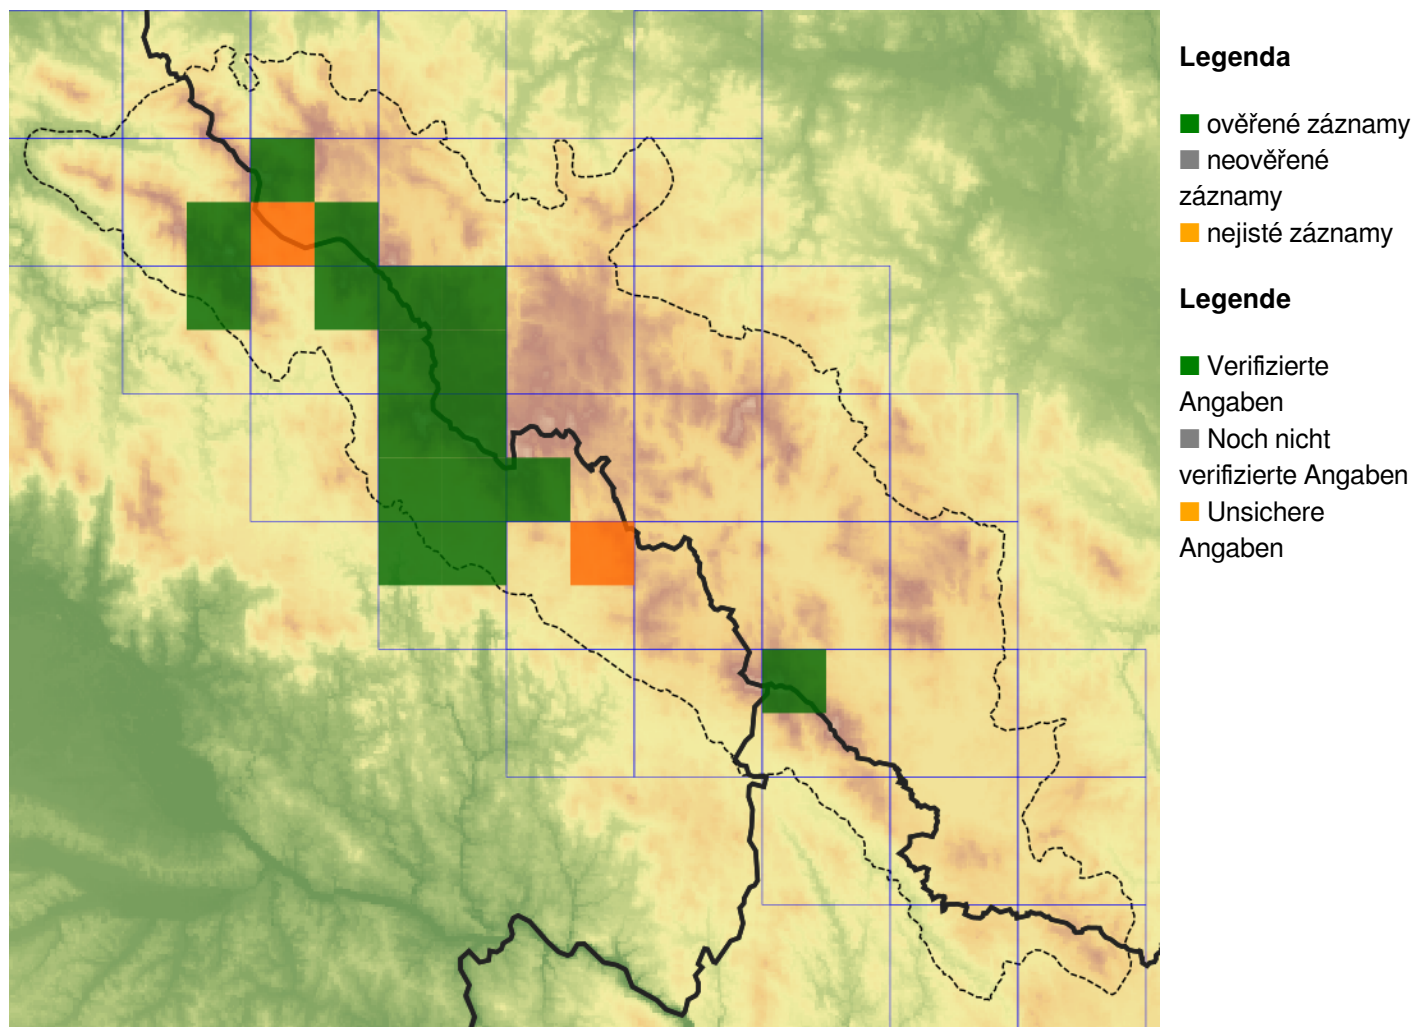 Legenda
ověřené záznamy
neověřené
záznamy
nejisté záznamy
Legende
Verifizierte
Angaben
Noch nicht
verifizierte Angaben
Unsichere
Angaben